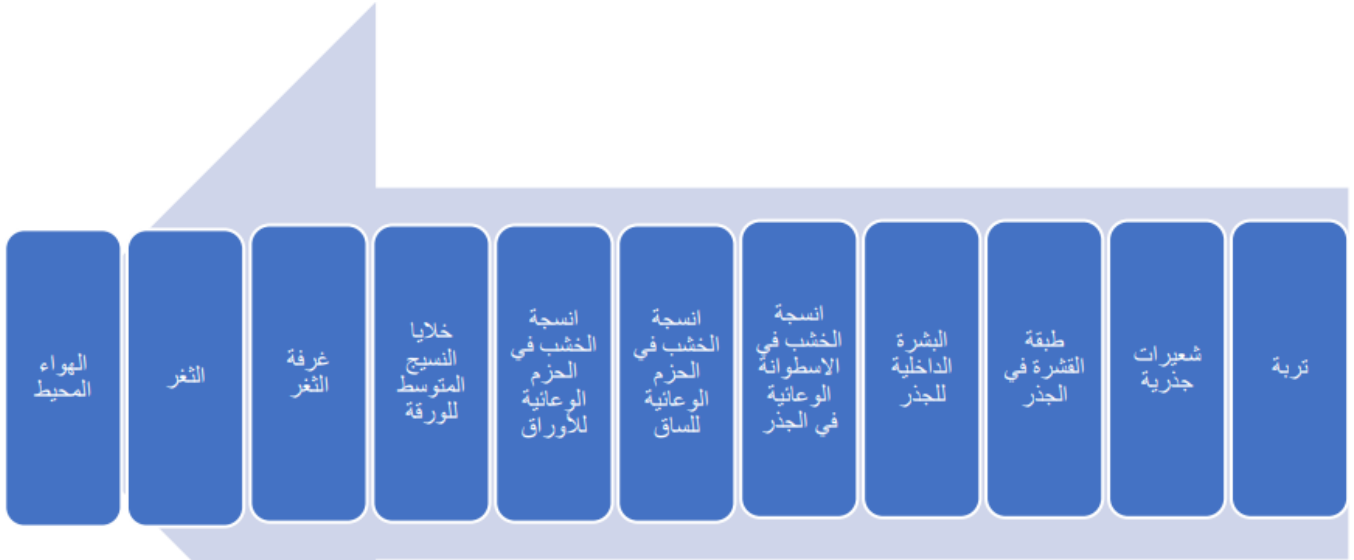 تربة
شعيرات
جذرية
طبقة
القشرة في
الجذر
البشرة
الداخلية
للجذر
انسجة
الخشب في
الاسطوانة
الوعائية
في الجذر
انسجة
الخشب في
الحزم
الوعائية
للساق
انسجة
الخشب في
الحزم
الوعائية
للأوراق
خلايا
النسيج
المتوسط
للورقة
غرفة
الثغر
الثغر
الهواء
المحيط